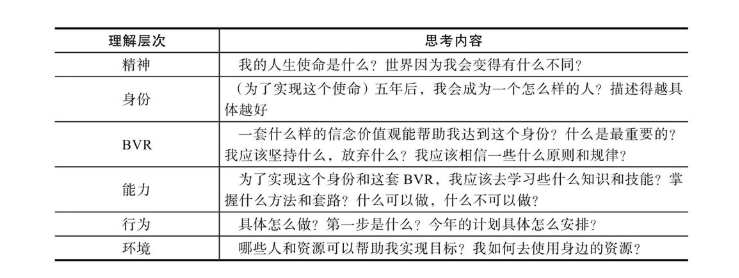 理解层次 思考内容
精神 我的人生使命是什么？世界因为我会变得有什么不同？
身份 （为了实现这个使命）五年后，我会成为一个怎么样的人？描述得越具
体越好
BVR 一套什么样的信念价值观能帮助我达到这个身份？什么是最重要的？
我应该坚持什么，放弃什么？我应该相信一些什么原则和规律？
能力 为了实现这个身份和这套 BVR，我应该去学习些什么知识和技能？掌
握什么方法和套路？什么可以做，什么不可以做？
行为 具体怎么做？第一步是什么？今年的计划具体怎么安排？
环境 哪些人和资源可以帮助我实现目标？我如何去使用身边的资源？